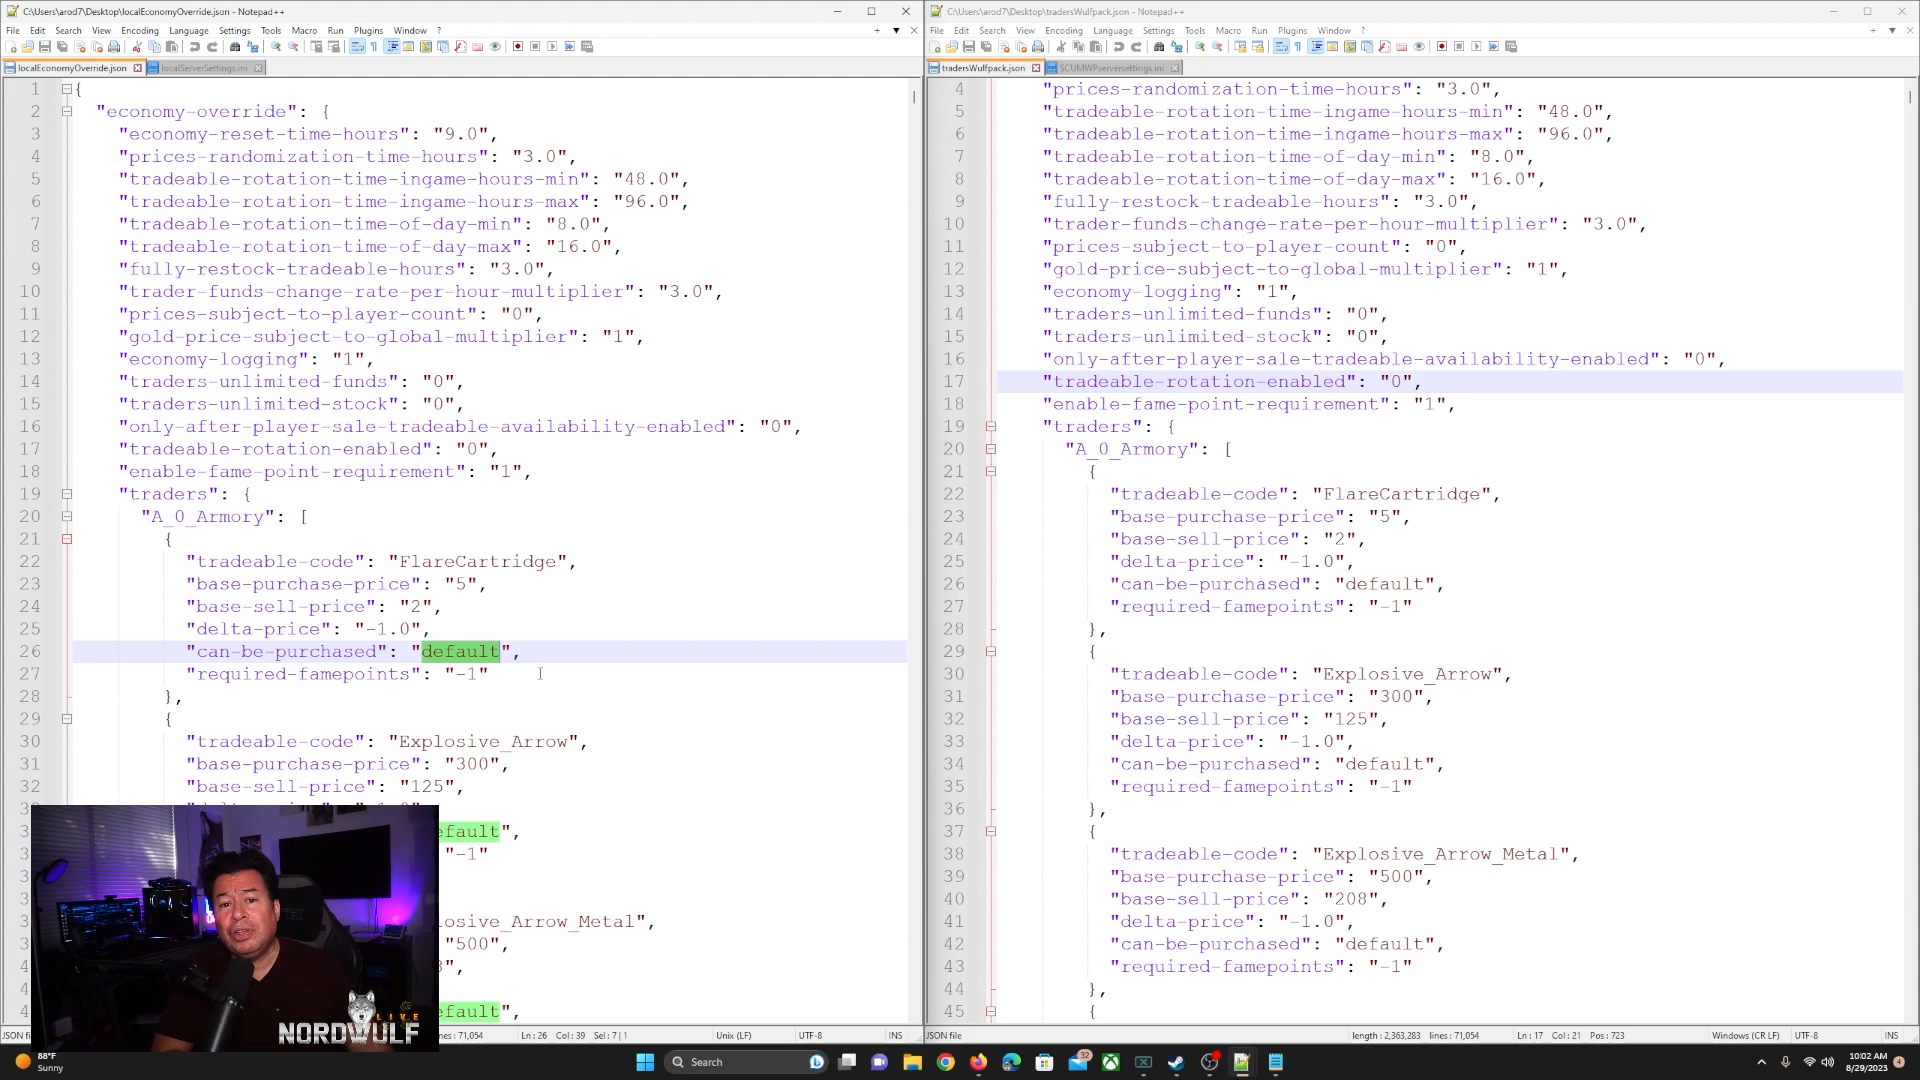 C:\Users\arod7\Desktop\localEconomyOverride.json - Notepad++
File Edit Search View Encoding Language Settings Tools Macro Run Plugins Window ?
localEconomyOverride.json localServerSettings.ini
1 {
2 "economy-override": {
3 "economy-reset-time-hours": "9.0",
4 "prices-randomization-time-hours": "3.0",
5 "tradeable-rotation-time-ingame-hours-min": "48.0",
6 "tradeable-rotation-time-ingame-hours-max": "96.0",
7 "tradeable-rotation-time-of-day-min": "8.0",
8 "tradeable-rotation-time-of-day-max": "16.0",
9 "fully-restock-tradeable-hours": "3.0",
10 "trader-funds-change-rate-per-hour-multiplier": "3.0",
11 "prices-subject-to-player-count": "0",
12 "gold-price-subject-to-global-multiplier": "1",
13 "economy-logging": "1",
14 "traders-unlimited-funds": "0",
15 "traders-unlimited-stock": "0",
16 "only-after-player-sale-tradeable-availability-enabled": "0",
17 "tradeable-rotation-enabled": "0",
18 "enable-fame-point-requirement": "1",
19 "traders": {
20 "A_0_Armory": [
21 {
22 "tradeable-code": "FlareCartridge",
23 "base-purchase-price": "5",
24 "base-sell-price": "2",
25 "delta-price": "-1.0",
26 "can-be-purchased": "default",
27 "required-famepoints": "-1"
28 },
29 {
30 "tradeable-code": "Explosive_Arrow",
31 "base-purchase-price": "300",
32 "base-sell-price": "125",
efault",
"-1"
losive_Arrow_Metal",
"500",
8",
efault",
LIVE
NORDWULF
JSON fi nes: 71,054 Ln : 26 Col : 39 Sel : 7 | 1 Unix (LF) UTF-8 INS
C:\Users\arod7\Desktop\tradersWulfpack.json - Notepad++
File Edit Search View Encoding Language Settings Tools Macro Run Plugins Window ?
tradersWulfpack.json SCUMWPserversettings.ini
4 "prices-randomization-time-hours": "3.0",
5 "tradeable-rotation-time-ingame-hours-min": "48.0",
6 "tradeable-rotation-time-ingame-hours-max": "96.0",
7 "tradeable-rotation-time-of-day-min": "8.0",
8 "tradeable-rotation-time-of-day-max": "16.0",
9 "fully-restock-tradeable-hours": "3.0",
10 "trader-funds-change-rate-per-hour-multiplier": "3.0",
11 "prices-subject-to-player-count": "0",
12 "gold-price-subject-to-global-multiplier": "1",
13 "economy-logging": "1",
14 "traders-unlimited-funds": "0",
15 "traders-unlimited-stock": "0",
16 "only-after-player-sale-tradeable-availability-enabled": "0",
17 "tradeable-rotation-enabled": "0",
18 "enable-fame-point-requirement": "1",
19 "traders": {
20 "A_0_Armory": [
21 {
22 "tradeable-code": "FlareCartridge",
23 "base-purchase-price": "5",
24 "base-sell-price": "2",
25 "delta-price": "-1.0",
26 "can-be-purchased": "default",
27 "required-famepoints": "-1"
28 },
29 {
30 "tradeable-code": "Explosive_Arrow",
31 "base-purchase-price": "300",
32 "base-sell-price": "125",
33 "delta-price": "-1.0",
34 "can-be-purchased": "default",
35 "required-famepoints": "-1"
36 },
37 {
38 "tradeable-code": "Explosive_Arrow_Metal",
39 "base-purchase-price": "500",
40 "base-sell-price": "208",
41 "delta-price": "-1.0",
42 "can-be-purchased": "default",
43 "required-famepoints": "-1"
44 },
45 {
JSON file length : 2,363,283 lines : 71,054 Ln : 17 Col : 21 Pos : 723 Windows (CR LF) UTF-8 INS
88°F
Sunny
Search
32
10:02 AM
8/29/2023